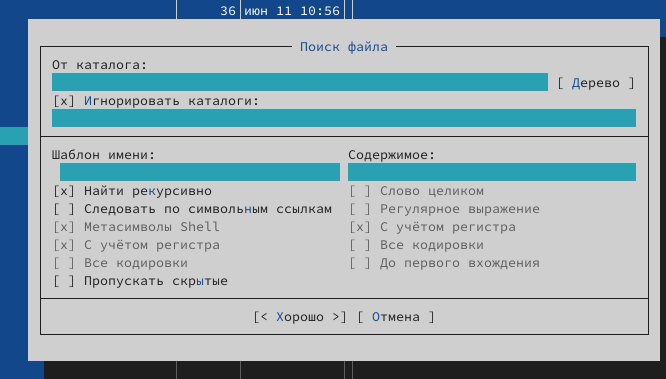 36 июн 11 10:56
Поиск файла
От каталога:
[ Дерево ]
[x] Игнорировать каталоги:
Шаблон имени: Содержимое:
[x] Найти рекурсивно [ ] Слово целиком
[ ] Следовать по символьным ссылкам [ ] Регулярное выражение
[x] Метасимволы Shell [x] С учётом регистра
[x] С учётом регистра [ ] Все кодировки
[ ] Все кодировки [ ] До первого вхождения
[ ] Пропускать скрытые
[< Хорошо >] [ Отмена ]